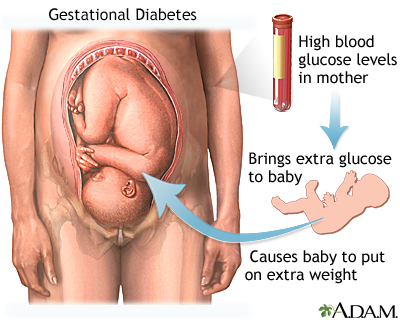 Gestational Diabetes
High blood
glucose levels
in mother
Brings extra glucose
to baby
Causes baby to put
on extra weight
A.D.A.M.